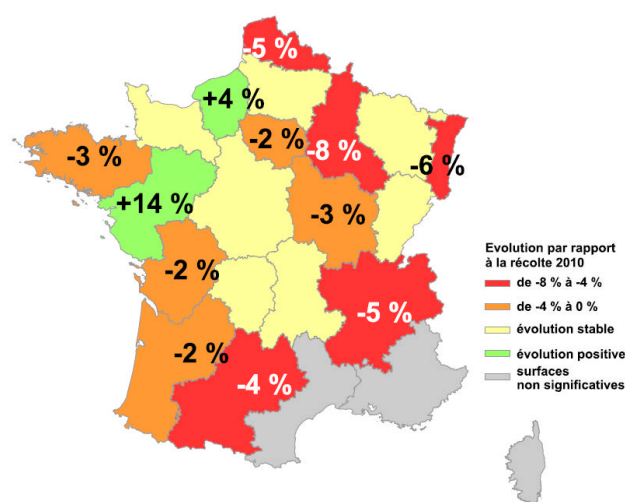 -5 %
+4 %
-2 %
-8 %
-3 %
-6 %
+14 %
-3 %
-2 %
-5 %
-2 %
-4 %
Evolution par rapport
à la récolte 2010
de -8 % à -4 %
de -4 % à 0 %
évolution stable
évolution positive
surfaces
non significatives